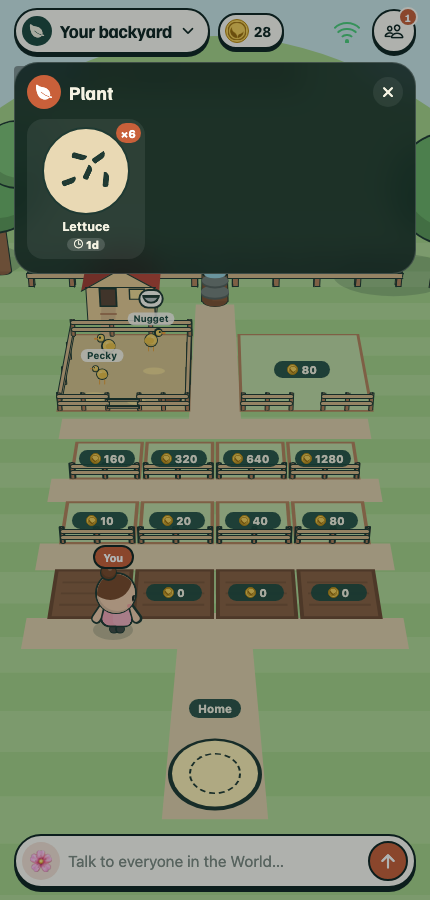 Your backyard
28
1
Plant
×6
Lettuce
1d
Nugget
Pecky
80
160 320 640 1280
10 20 40 80
You
0 0 0
Home
Talk to everyone in the World...